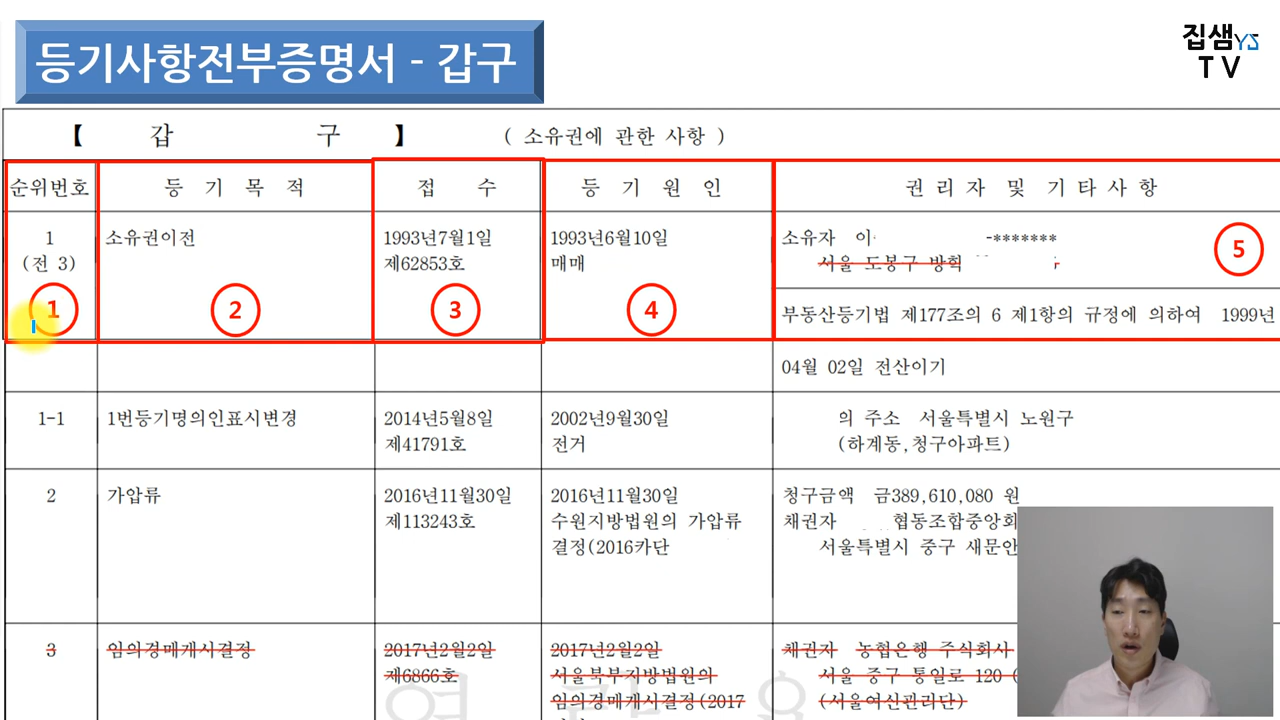 등기사항전부증명서 - 갑구
집샘YS
TV
【 갑 구 】 ( 소유권에 관한 사항 )
순위번호 등 기 목 적 접 수 등 기 원 인 권 리 자 및 기 타 사 항
1 소유권이전 1993년7월1일 1993년6월10일 소유자 이 -*******
(전 3) 제62853호 매매 서울 도봉구 방학
5
1 2 3 4
부동산등기법 제177조의 6 제1항의 규정에 의하여 1999년
04월 02일 전산이기
1-1 1번등기명의인표시변경 2014년5월8일 2002년9월30일 의 주소 서울특별시 노원구
제41791호 전거 (하계동,청구아파트)
2 가압류 2016년11월30일 2016년11월30일 청구금액 금389,610,080 원
제113243호 수원지방법원의 가압류 채권자 협동조합중앙회
결정(2016카단 서울특별시 중구 새문안
3 임의경매개시결정 2017년2월2일 2017년2월2일 채권자 농협은행 주식회사
제6866호 서울북부지방법원의 서울 중구 통일로 120 (
임의경매개시결정(2017 (서울여신관리단)